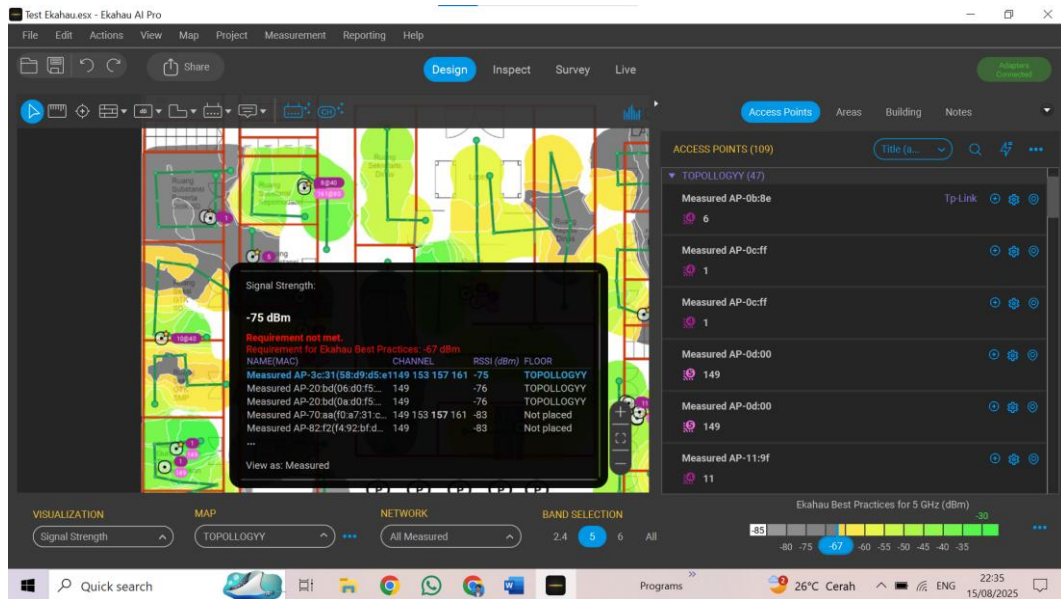 Test Ekahau.esx - Ekahau AI Pro
File Edit Actions View Map Project Measurement Reporting Help
Share
Design Inspect Survey Live
Adapters Connected
Access Points Areas Building Notes
ACCESS POINTS (109) Title (a...
TOPOLLOGYY (47)
Measured AP-0b:8e Tp-Link
6
Measured AP-0c:ff
1
Measured AP-0c:ff
1
Measured AP-0d:00
149
Measured AP-0d:00
149
Measured AP-11:9f
11
Signal Strength:
-75 dBm
Requirement not met.
Requirement for Ekahau Best Practices: -67 dBm
NAME(MAC) CHANNEL RSSI (dBm) FLOOR
Measured AP-3c:31(58:d9:d5:e1149 153 157 161 -75 TOPOLLOGYY
Measured AP-20:bd(06:d0:f5:... 149 -76 TOPOLLOGYY
Measured AP-20:bd(0a:d0:f5:... 149 -76 TOPOLLOGYY
Measured AP-70:aa(f0:a7:31:c... 149 153 157 161 -83 Not placed
Measured AP-82:f2(f4:92:bf:d... 149 -83 Not placed
...
View as: Measured
VISUALIZATION MAP NETWORK BAND SELECTION
Signal Strength TOPOLLOGYY All Measured 2.4 5 6 All
Ekahau Best Practices for 5 GHz (dBm)
-30
-85
-80 -75 -67 -60 -55 -50 -45 -40 -35
Quick search Programs 26°C Cerah ENG 22:35
15/08/2025